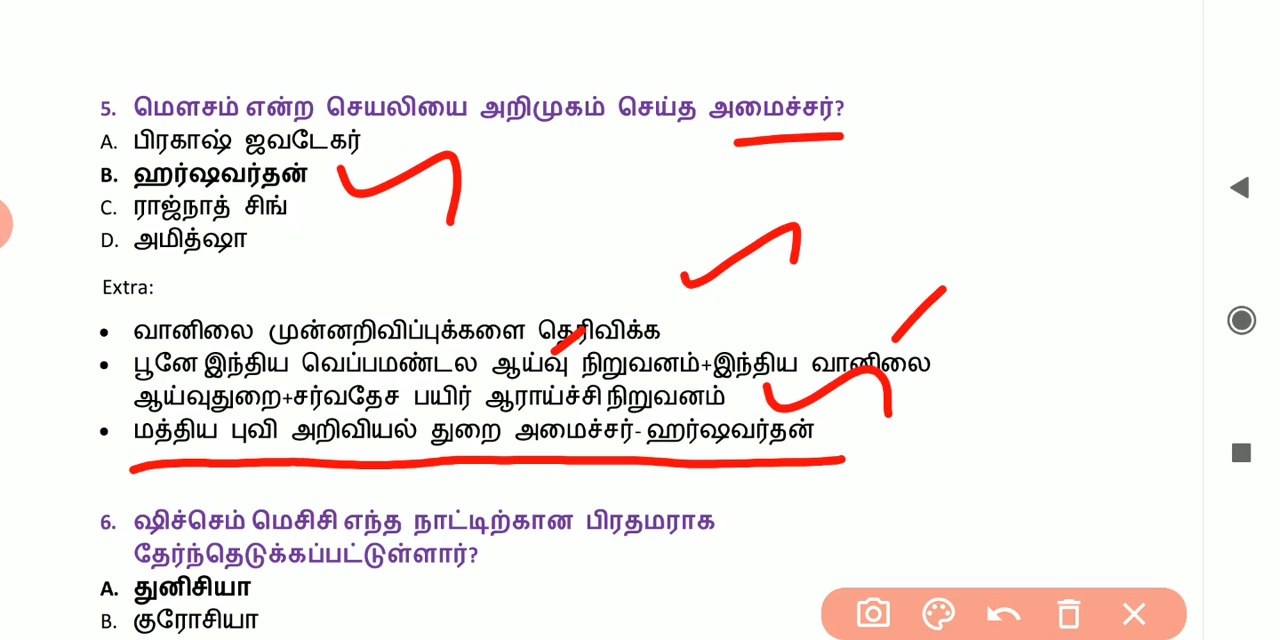 5. மௌசம் என்ற செயலியை அறிமுகம் செய்த அமைச்சர்?
A. பிரகாஷ் ஜவடேகர்
B. ஹர்ஷவர்தன்
C. ராஜ்நாத் சிங்
D. அமித்ஷா
Extra:
• வானிலை முன்னறிவிப்புக்களை தெரிவிக்க
• பூனே இந்திய வெப்பமண்டல ஆய்வு நிறுவனம்+இந்திய வானிலை
ஆய்வுதுறை+சர்வதேச பயிர் ஆராய்ச்சி நிறுவனம்
• மத்திய புவி அறிவியல் துறை அமைச்சர்- ஹர்ஷவர்தன்
6. ஷிச்செம் மெசிசி எந்த நாட்டிற்கான பிரதமராக
தேர்ந்தெடுக்கப்பட்டுள்ளார்?
A. துனிசியா
B. குரோசியா